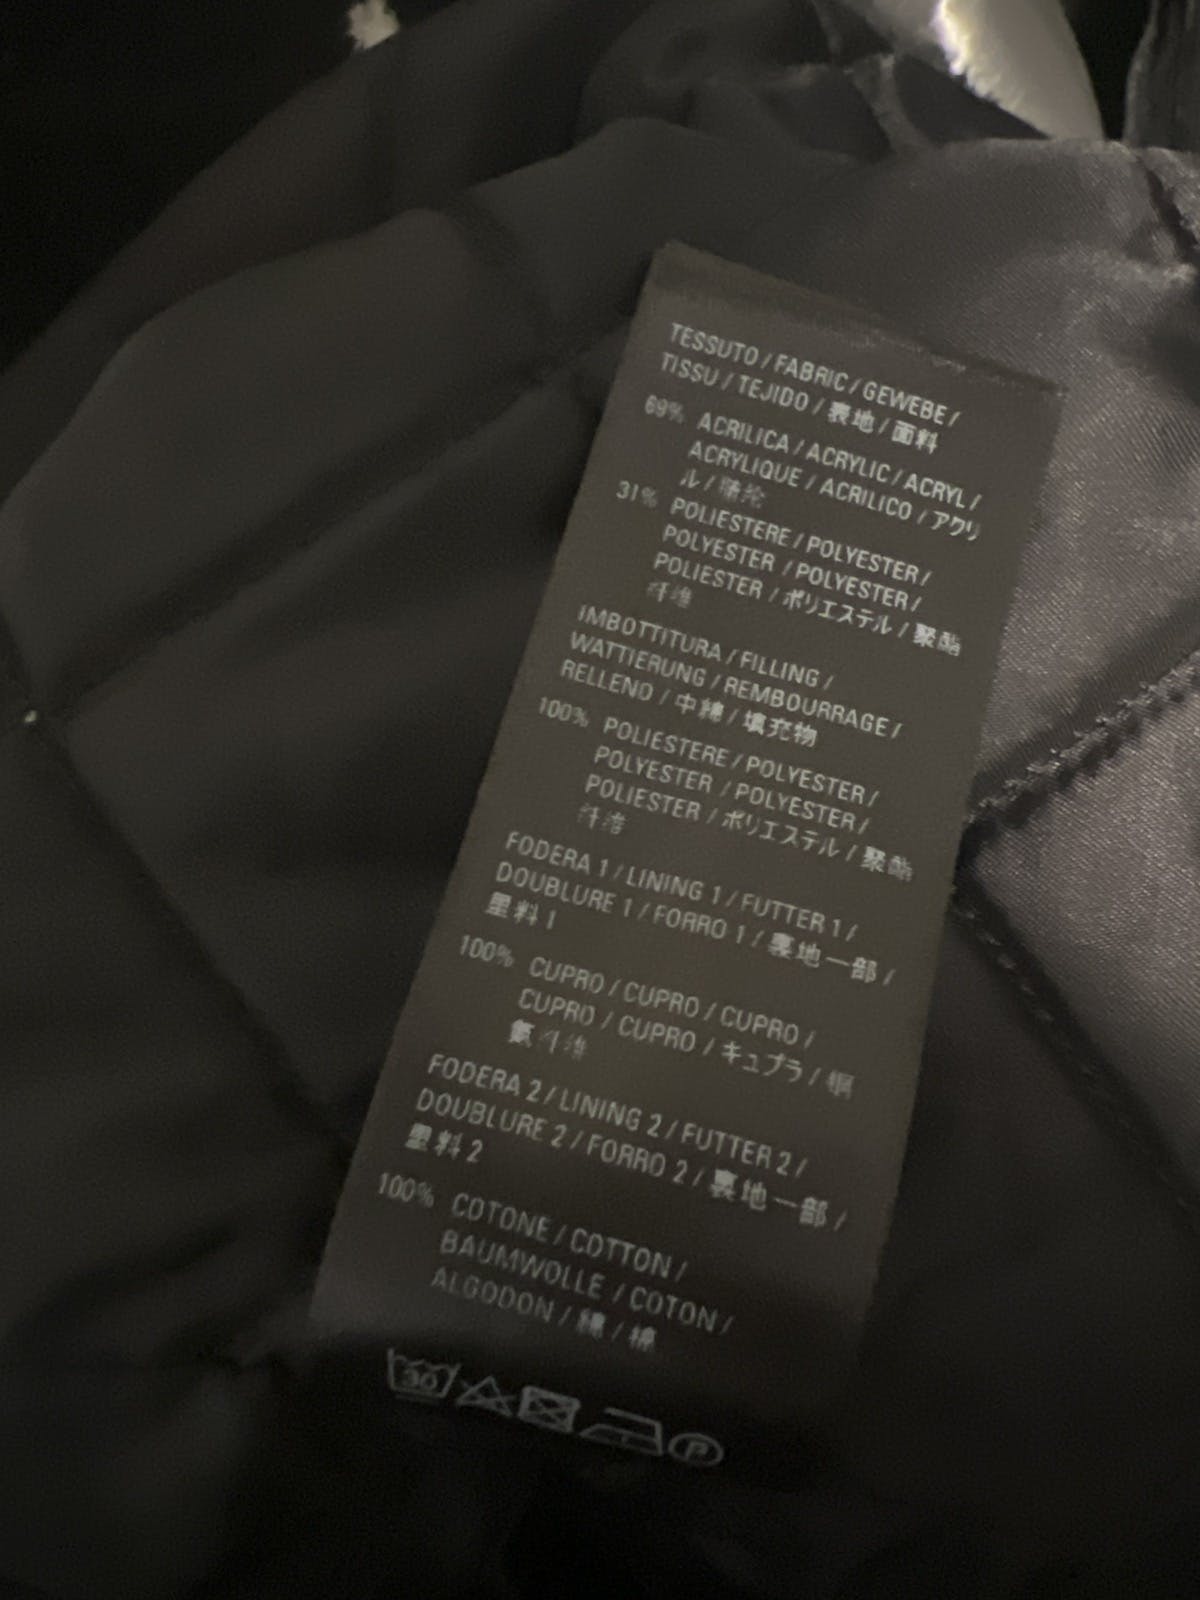 TESSUTO / FABRIC / GEWEBE /
TISSU / TEJIDO / 表地 / 面料
69% ACRILICA / ACRYLIC / ACRYL /
ACRYLIQUE / ACRILICO / アクリ
ル / 腈纶
31% POLIESTERE / POLYESTER /
POLYESTER / POLYESTER /
POLIESTER / ポリエステル / 聚酯
纤维
IMBOTTITURA / FILLING /
WATTIERUNG / REMBOURRAGE /
RELLENO / 中綿 / 填充物
100% POLIESTERE / POLYESTER /
POLYESTER / POLYESTER /
POLIESTER / ポリエステル / 聚酯
纤维
FODERA 1 / LINING 1 / FUTTER 1 /
DOUBLURE 1 / FORRO 1 / 裏地一部 /
里料 1
100% CUPRO / CUPRO / CUPRO /
CUPRO / CUPRO / キュプラ / 铜
氨纤维
FODERA 2 / LINING 2 / FUTTER 2 /
DOUBLURE 2 / FORRO 2 / 裏地一部 /
里料 2
100% COTONE / COTTON /
BAUMWOLLE / COTON /
ALGODON / 綿 / 棉
30 P